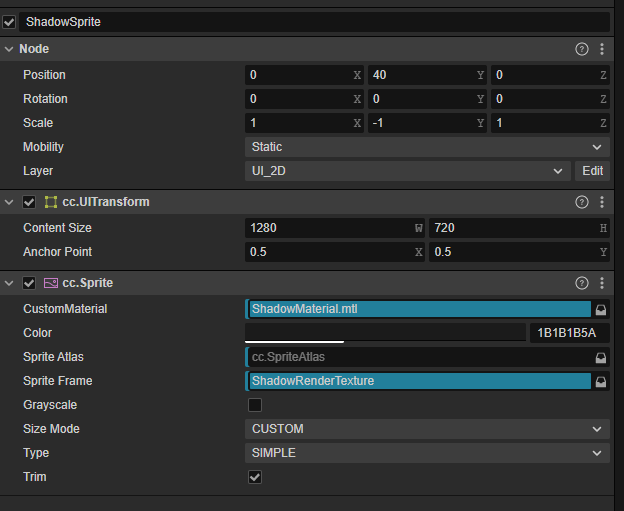 ShadowSprite
Node
Position 0 X 40 Y 0 Z
Rotation 0 X 0 Y 0 Z
Scale 1 X -1 Y 1 Z
Mobility Static
Layer UI_2D Edit
cc.UITransform
Content Size 1280 W 720 H
Anchor Point 0.5 X 0.5 Y
cc.Sprite
CustomMaterial ShadowMaterial.mtl
Color 1B1B1B5A
Sprite Atlas cc.SpriteAtlas
Sprite Frame ShadowRenderTexture
Grayscale
Size Mode CUSTOM
Type SIMPLE
Trim